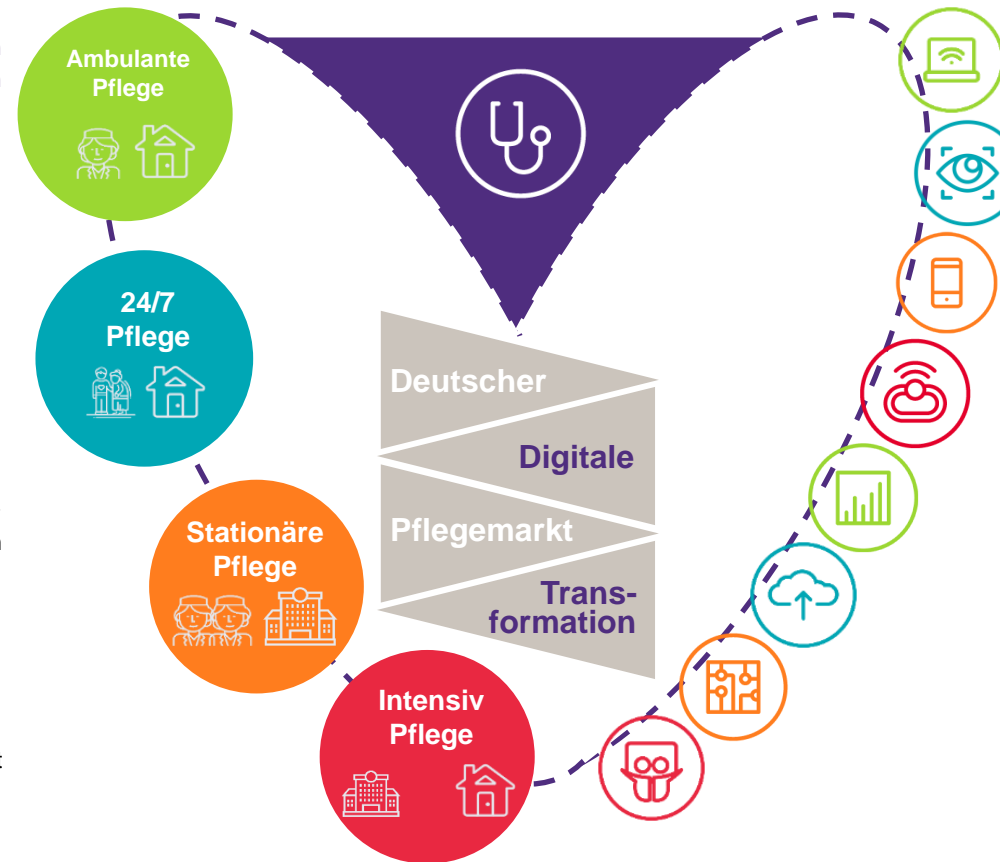 Ambulante
Pflege
24/7
Pflege
Stationäre
Pflege
Intensiv
Pflege
Deutscher
Digitale
Pflegemarkt
Trans-
formation